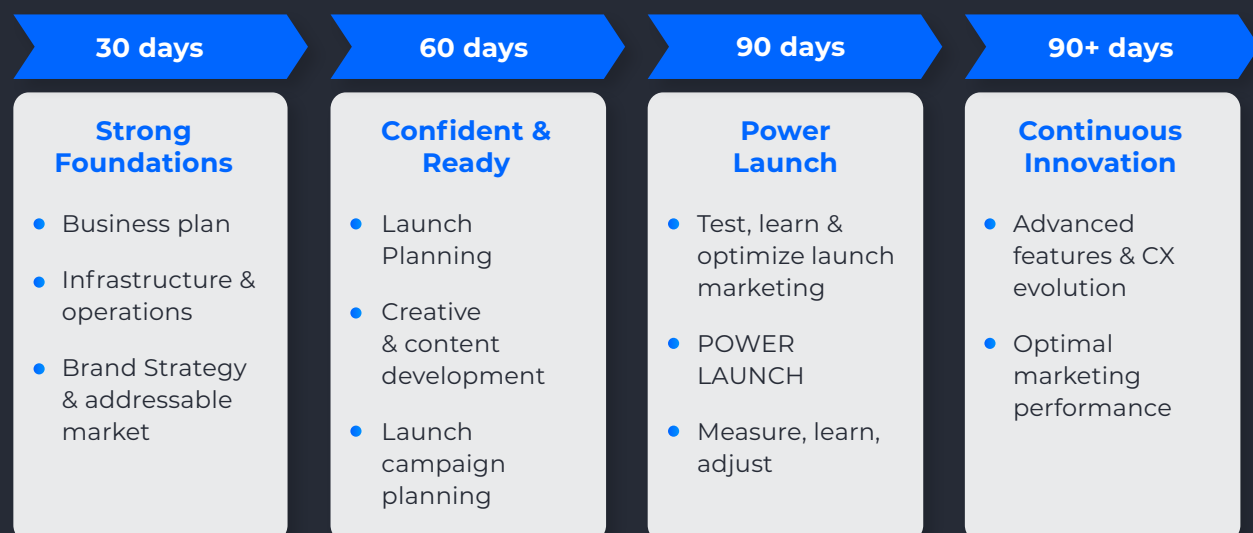 30 days
60 days
90 days
90+ days
Strong
Foundations
Business plan
Infrastructure &
operations
Brand Strategy
& addressable
market
Confident &
Ready
Launch
Planning
Creative
& content
development
Launch
campaign
planning
Power
Launch
Test, learn &
optimize launch
marketing
POWER
LAUNCH
Measure, learn,
adjust
Continuous
Innovation
Advanced
features & CX
evolution
Optimal
marketing
performance